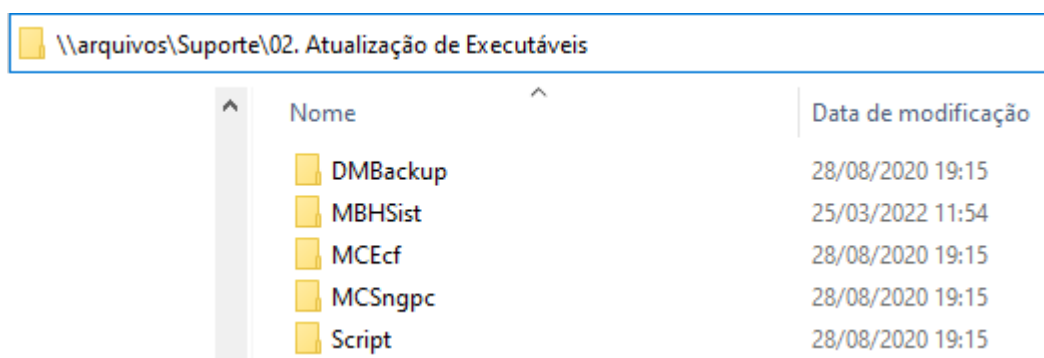 \\arquivos\Suporte\02. Atualização de Executáveis
Nome Data de modificação
DMBackup 28/08/2020 19:15
MBHSist 25/03/2022 11:54
MCEcf 28/08/2020 19:15
MCSngpc 28/08/2020 19:15
Script 28/08/2020 19:15